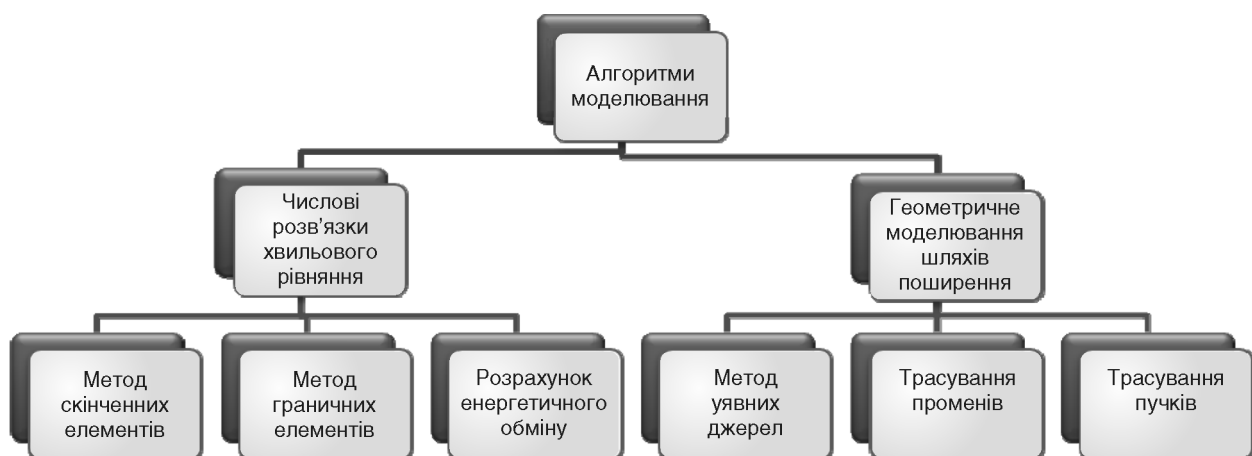 Алгоритми
моделювання
Числові
розв’язки
хвильового
рівняння
Геометричне
моделювання
шляхів
поширення
Метод
скінченних
елементів
Метод
граничних
елементів
Розрахунок
енергетичного
обміну
Метод
уявних
джерел
Трасування
променів
Трасування
пучків